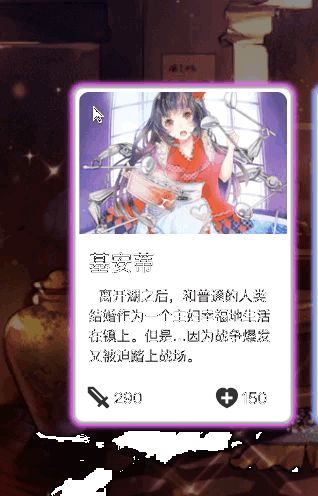 墓安蒂
离开湖之后，和普通的人类
结婚作为一个主妇幸福地生活
在镇上。但是...因为战争爆发
又被迫踏上战场。
290
150